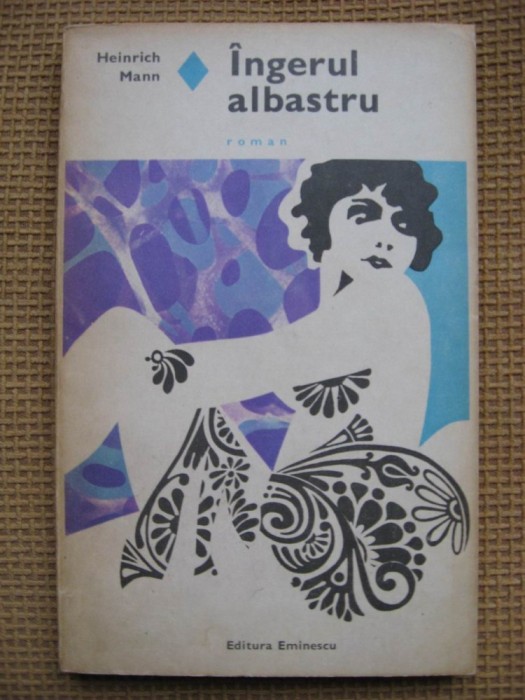 Heinrich
Mann
Îngerul
albastru
roman
Editura Eminescu